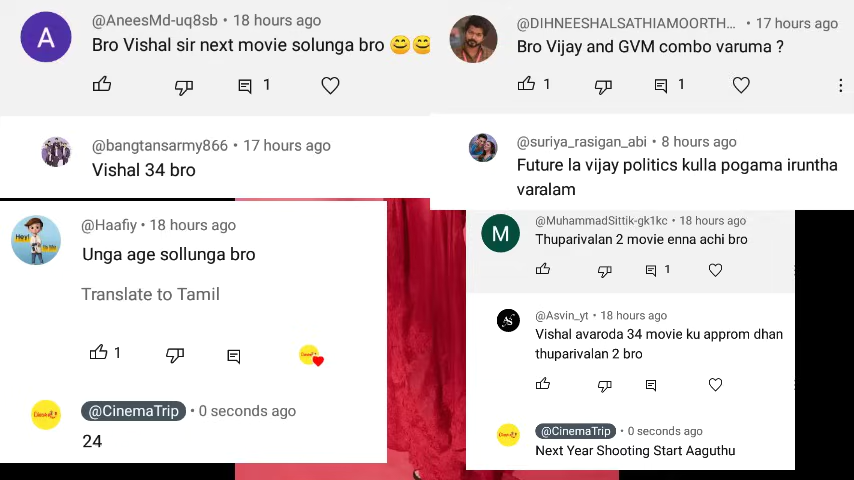 @AneesMd-uq8sb • 18 hours ago
Bro Vishal sir next movie solunga bro 😊😊
1
@bangtansarmy866 • 17 hours ago
Vishal 34 bro
@DIHNEESHALSATHIAMOORTH... • 17 hours ago
Bro Vijay and GVM combo varuma ?
1 1
@suriya_rasigan_abi • 8 hours ago
Future la vijay politics kulla pogama iruntha
varalam
@Haafiy • 18 hours ago
Unga age sollunga bro
Translate to Tamil
1
@CinemaTrip • 0 seconds ago
24
@MuhammadSittik-gk1kc • 18 hours ago
Thuparivalan 2 movie enna achi bro
1
@Asvin_yt • 18 hours ago
Vishal avaroda 34 movie ku approm dhan
thuparivalan 2 bro
@CinemaTrip • 0 seconds ago
Next Year Shooting Start Aaguthu